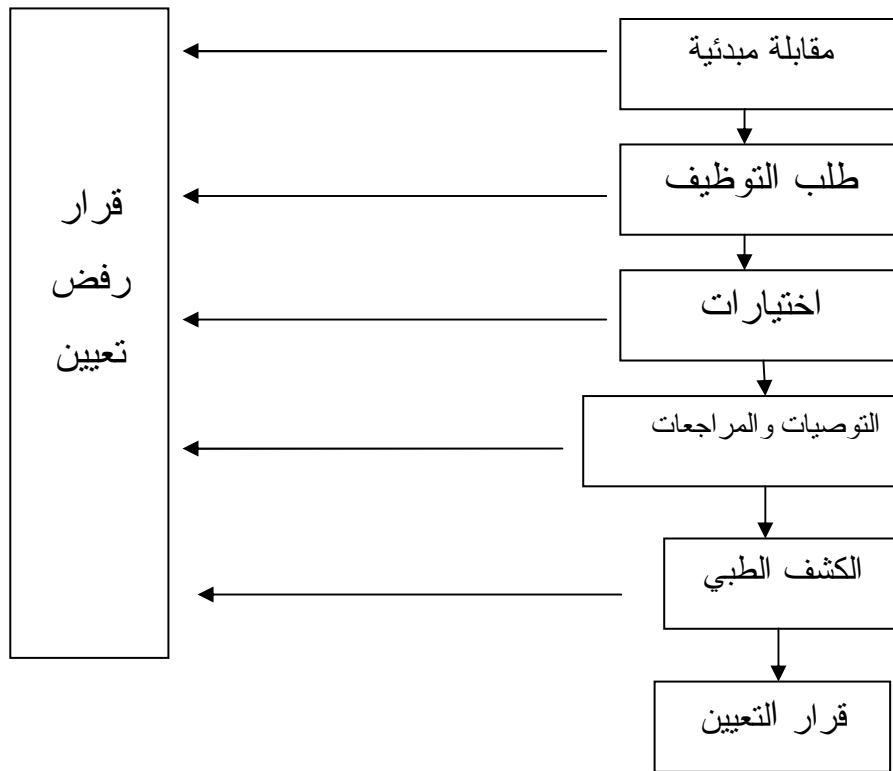 مقابلة مبدئية
طلب التوظيف
اختيارات
التوصيات والمراجعات
الكشف الطبي
قرار التعيين
قرار
رفض
تعيين